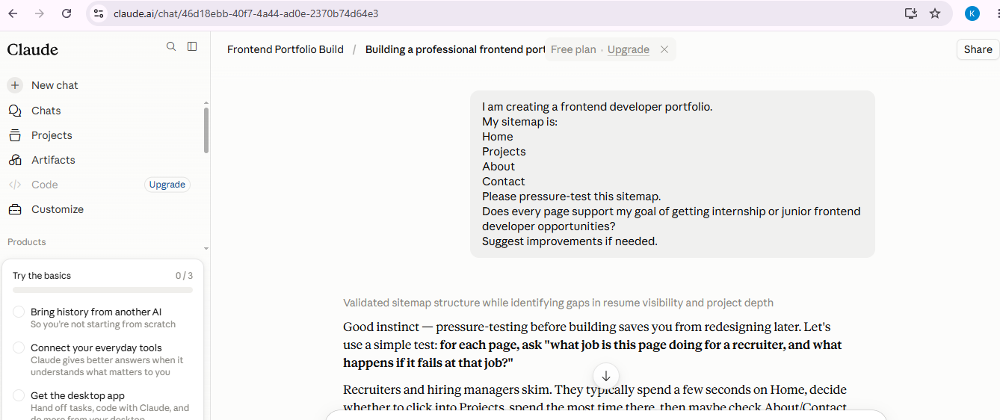 claude.ai/chat/46d18ebb-40f7-4a44-ad0e-2370b74d64e3
K
Claude
Frontend Portfolio Build / Building a professional frontend port
Free plan · Upgrade
Share
New chat
Chats
Projects
Artifacts
Code Upgrade
Customize
Products
Try the basics 0 / 3
Bring history from another AI
So you're not starting from scratch
Connect your everyday tools
Claude gives better answers when it
understands what matters to you
Get the desktop app
Hand off tasks, code with Claude, and
do more from your desktop
I am creating a frontend developer portfolio.
My sitemap is:
Home
Projects
About
Contact
Please pressure-test this sitemap.
Does every page support my goal of getting internship or junior frontend
developer opportunities?
Suggest improvements if needed.
Validated sitemap structure while identifying gaps in resume visibility and project depth
Good instinct — pressure-testing before building saves you from redesigning later. Let's
use a simple test: for each page, ask "what job is this page doing for a recruiter, and what
happens if it fails at that job?"
Recruiters and hiring managers skim. They typically spend a few seconds on Home, decide
whether to click into Projects, spend the most time there, then maybe check About/Contact